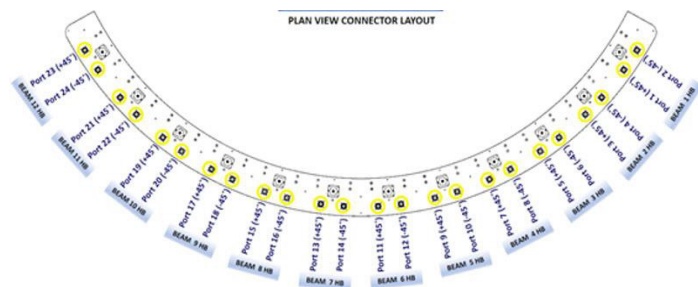 PLAN VIEW CONNECTOR LAYOUT
Port 23 (+45°)
Port 24 (-45°)
BEAM 12 HB
Port 21 (+45°)
Port 22 (-45°)
BEAM 11 HB
Port 19 (+45°)
Port 20 (-45°)
BEAM 10 HB
Port 17 (+45°)
Port 18 (-45°)
BEAM 9 HB
Port 15 (+45°)
Port 16 (-45°)
BEAM 8 HB
Port 13 (+45°)
Port 14 (-45°)
BEAM 7 HB
Port 11 (+45°)
Port 12 (-45°)
BEAM 6 HB
Port 9 (+45°)
Port 10 (-45°)
BEAM 5 HB
Port 7 (+45°)
Port 8 (-45°)
BEAM 4 HB
Port 5 (+45°)
Port 6 (-45°)
BEAM 3 HB
Port 3 (+45°)
Port 4 (-45°)
BEAM 2 HB
Port 1 (+45°)
Port 2 (-45°)
BEAM 1 HB